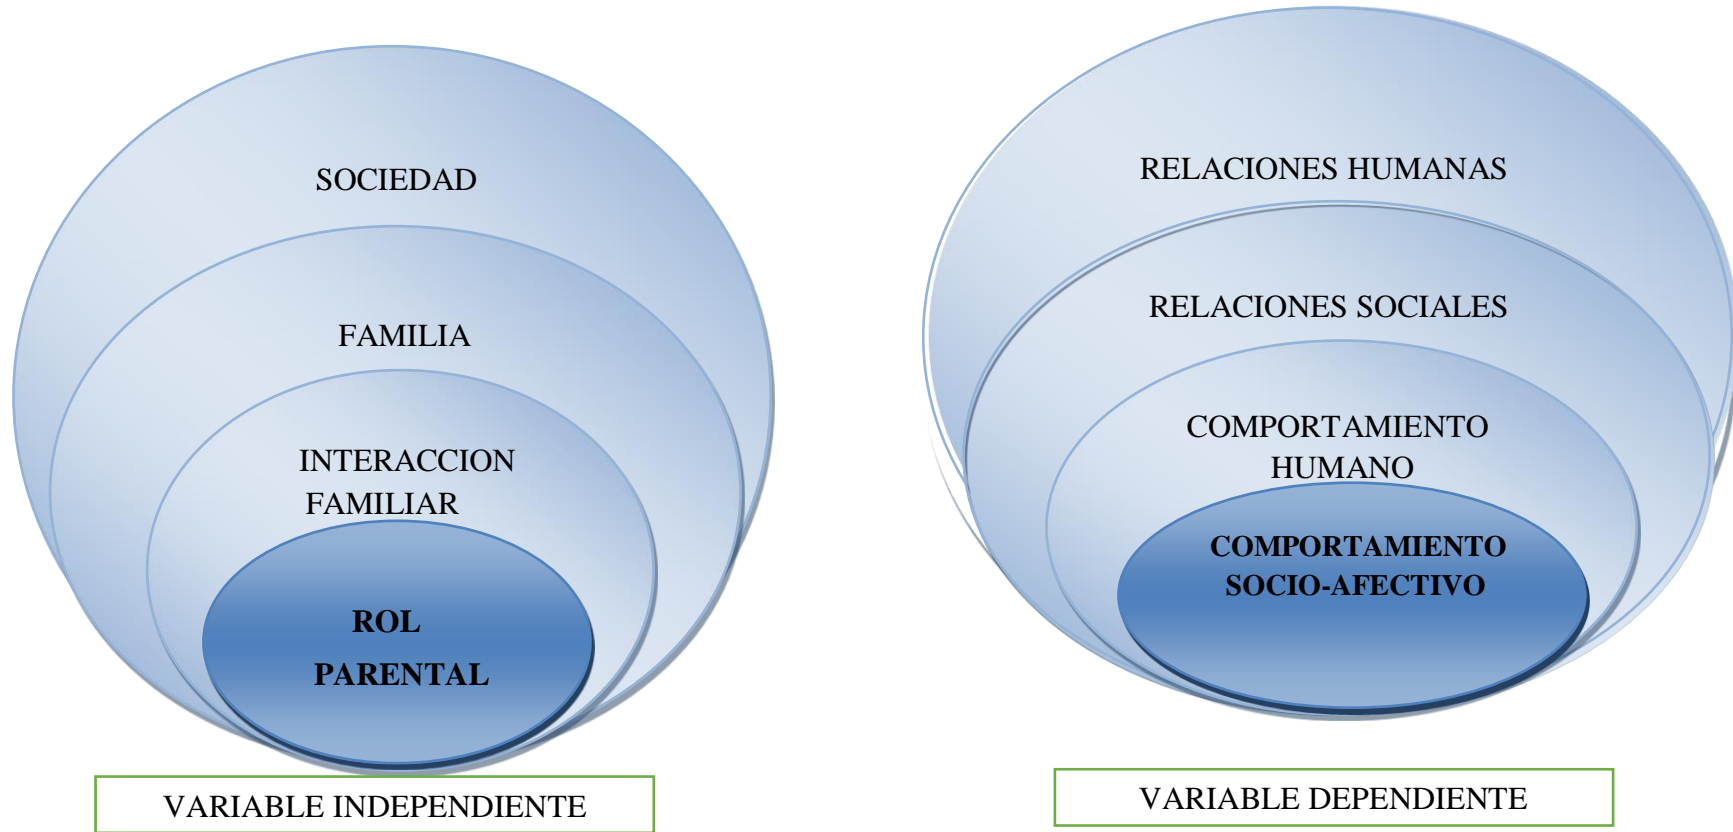 SOCIEDAD
FAMILIA
INTERACCION
FAMILIAR
ROL
PARENTAL
VARIABLE INDEPENDIENTE
RELACIONES HUMANAS
RELACIONES SOCIALES
COMPORTAMIENTO
HUMANO
COMPORTAMIENTO
SOCIO-AFECTIVO
VARIABLE DEPENDIENTE